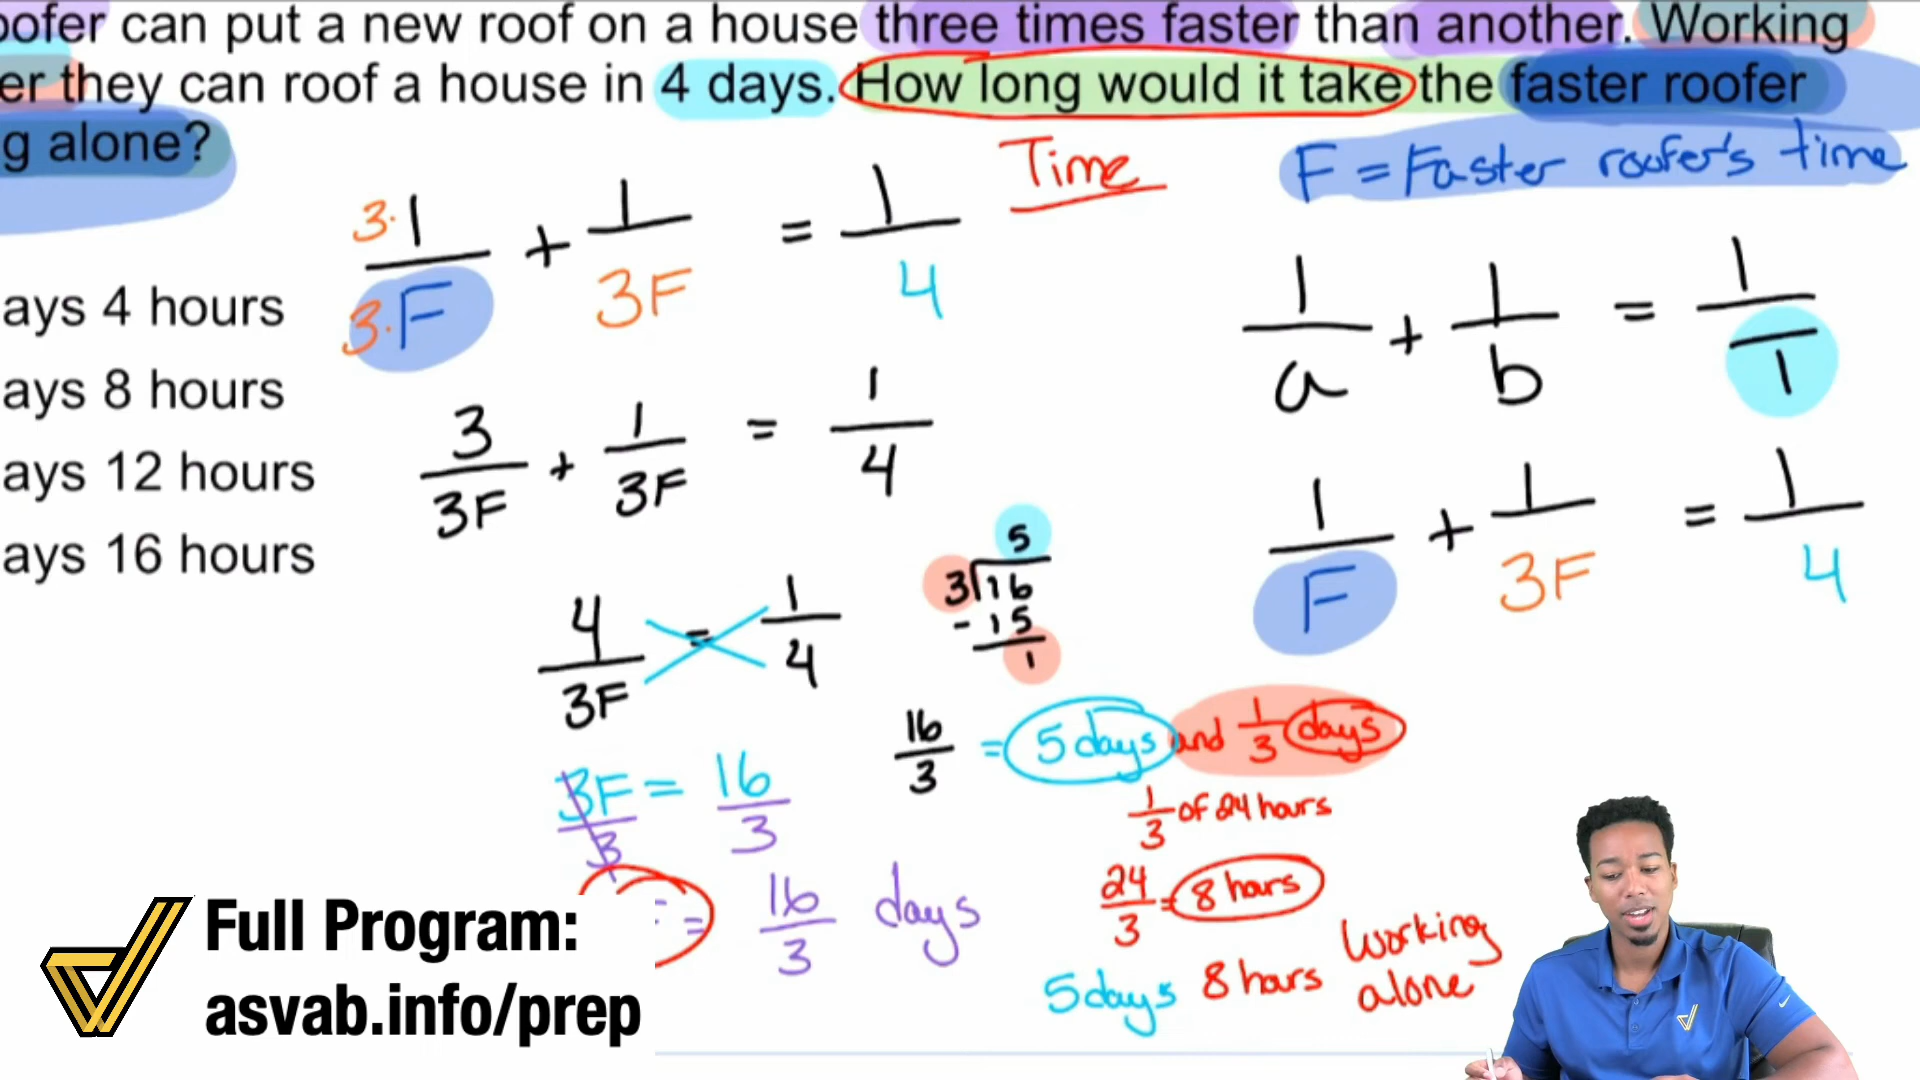 oofer can put a new roof on a house three times faster than another. Working
er they can roof a house in 4 days. How long would it take the faster roofer
g alone?
Time
F = Faster roofer's time
3·1/3·F + 1/3F = 1/4
1/a + 1/b = 1/1
ays 4 hours
ays 8 hours
3/3F + 1/3F = 1/4
ays 12 hours
1/F + 1/3F = 1/4
ays 16 hours
5
3)16
-15
1
4/3F = 1/4
16/3 = 5 days and 1/3 days
3F/3 = 16/3
1/3 of 24 hours
24/3 = 8 hours
= 16/3 days
5 days 8 hours working alone
Full Program:
asvab.info/prep